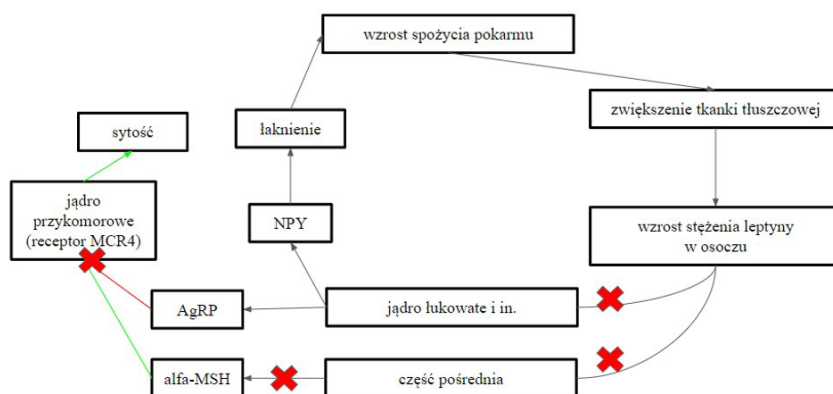 wzrost spożycia pokarmu
zwiększenie tkanki tłuszczowej
sytość
łaknienie
jądro
przykomorowe
(receptor MCR4)
NPY
wzrost stężenia leptyny
w osoczu
AgRP
jądro łukowate i in.
alfa-MSH
część pośrednia